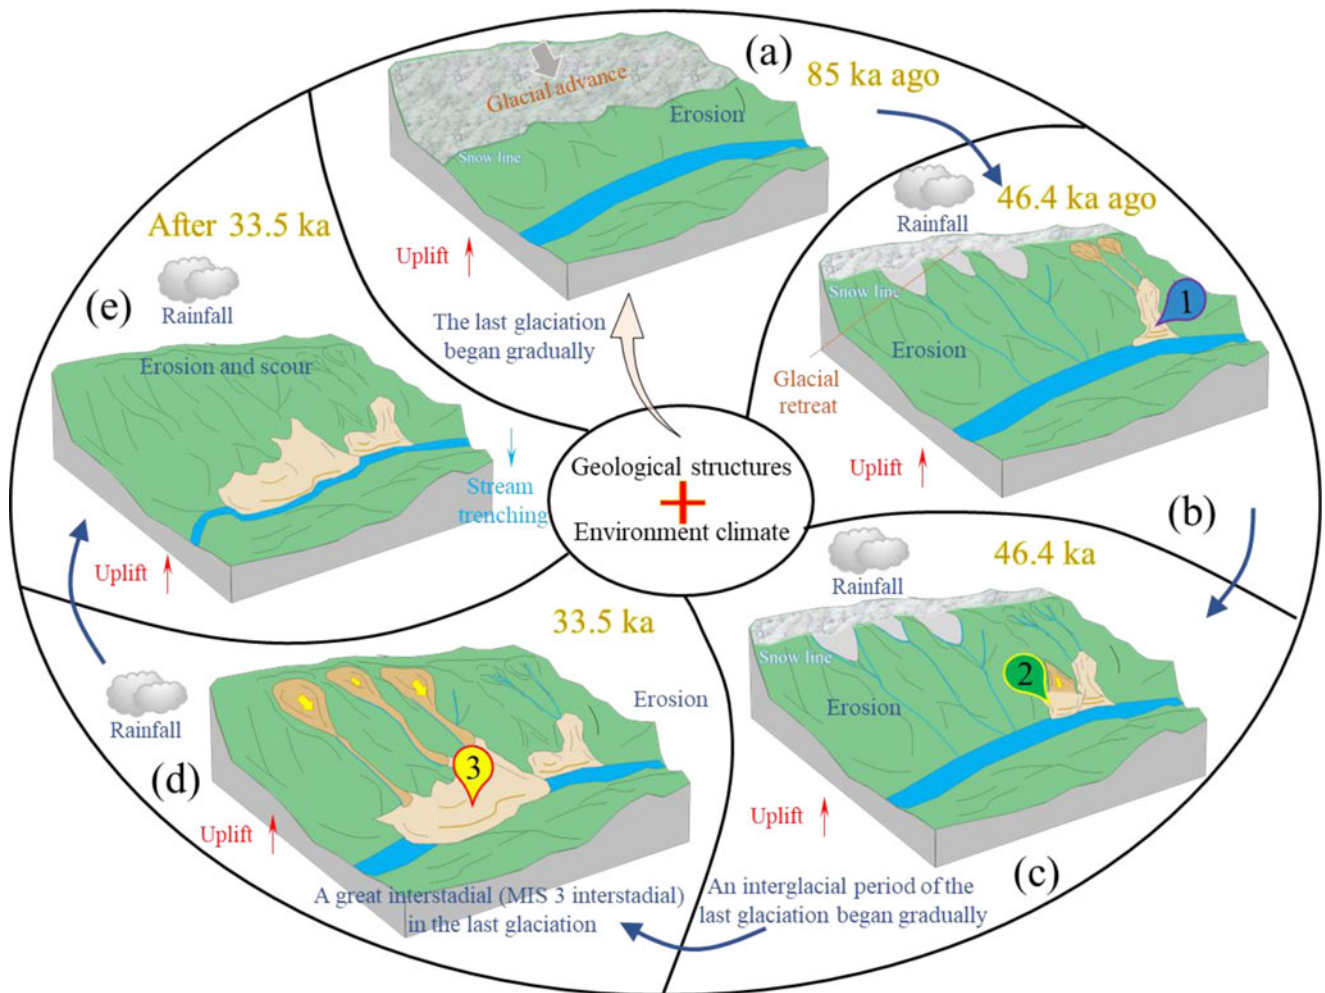 (a)
85 ka ago
Glacial advance
Erosion
Snow line
Uplift
The last glaciation
began gradually
46.4 ka ago
Rainfall
Snow line
1
Erosion
Glacial
retreat
Uplift
(b)
Geological structures
+
Environment climate
46.4 ka
Rainfall
Snow line
2
Erosion
Uplift
(c)
An interglacial period of the
last glaciation began gradually
33.5 ka
Erosion
Rainfall
3
(d)
Uplift
A great interstadial (MIS 3 interstadial)
in the last glaciation
After 33.5 ka
(e)
Rainfall
Erosion and scour
Stream
trenching
Uplift